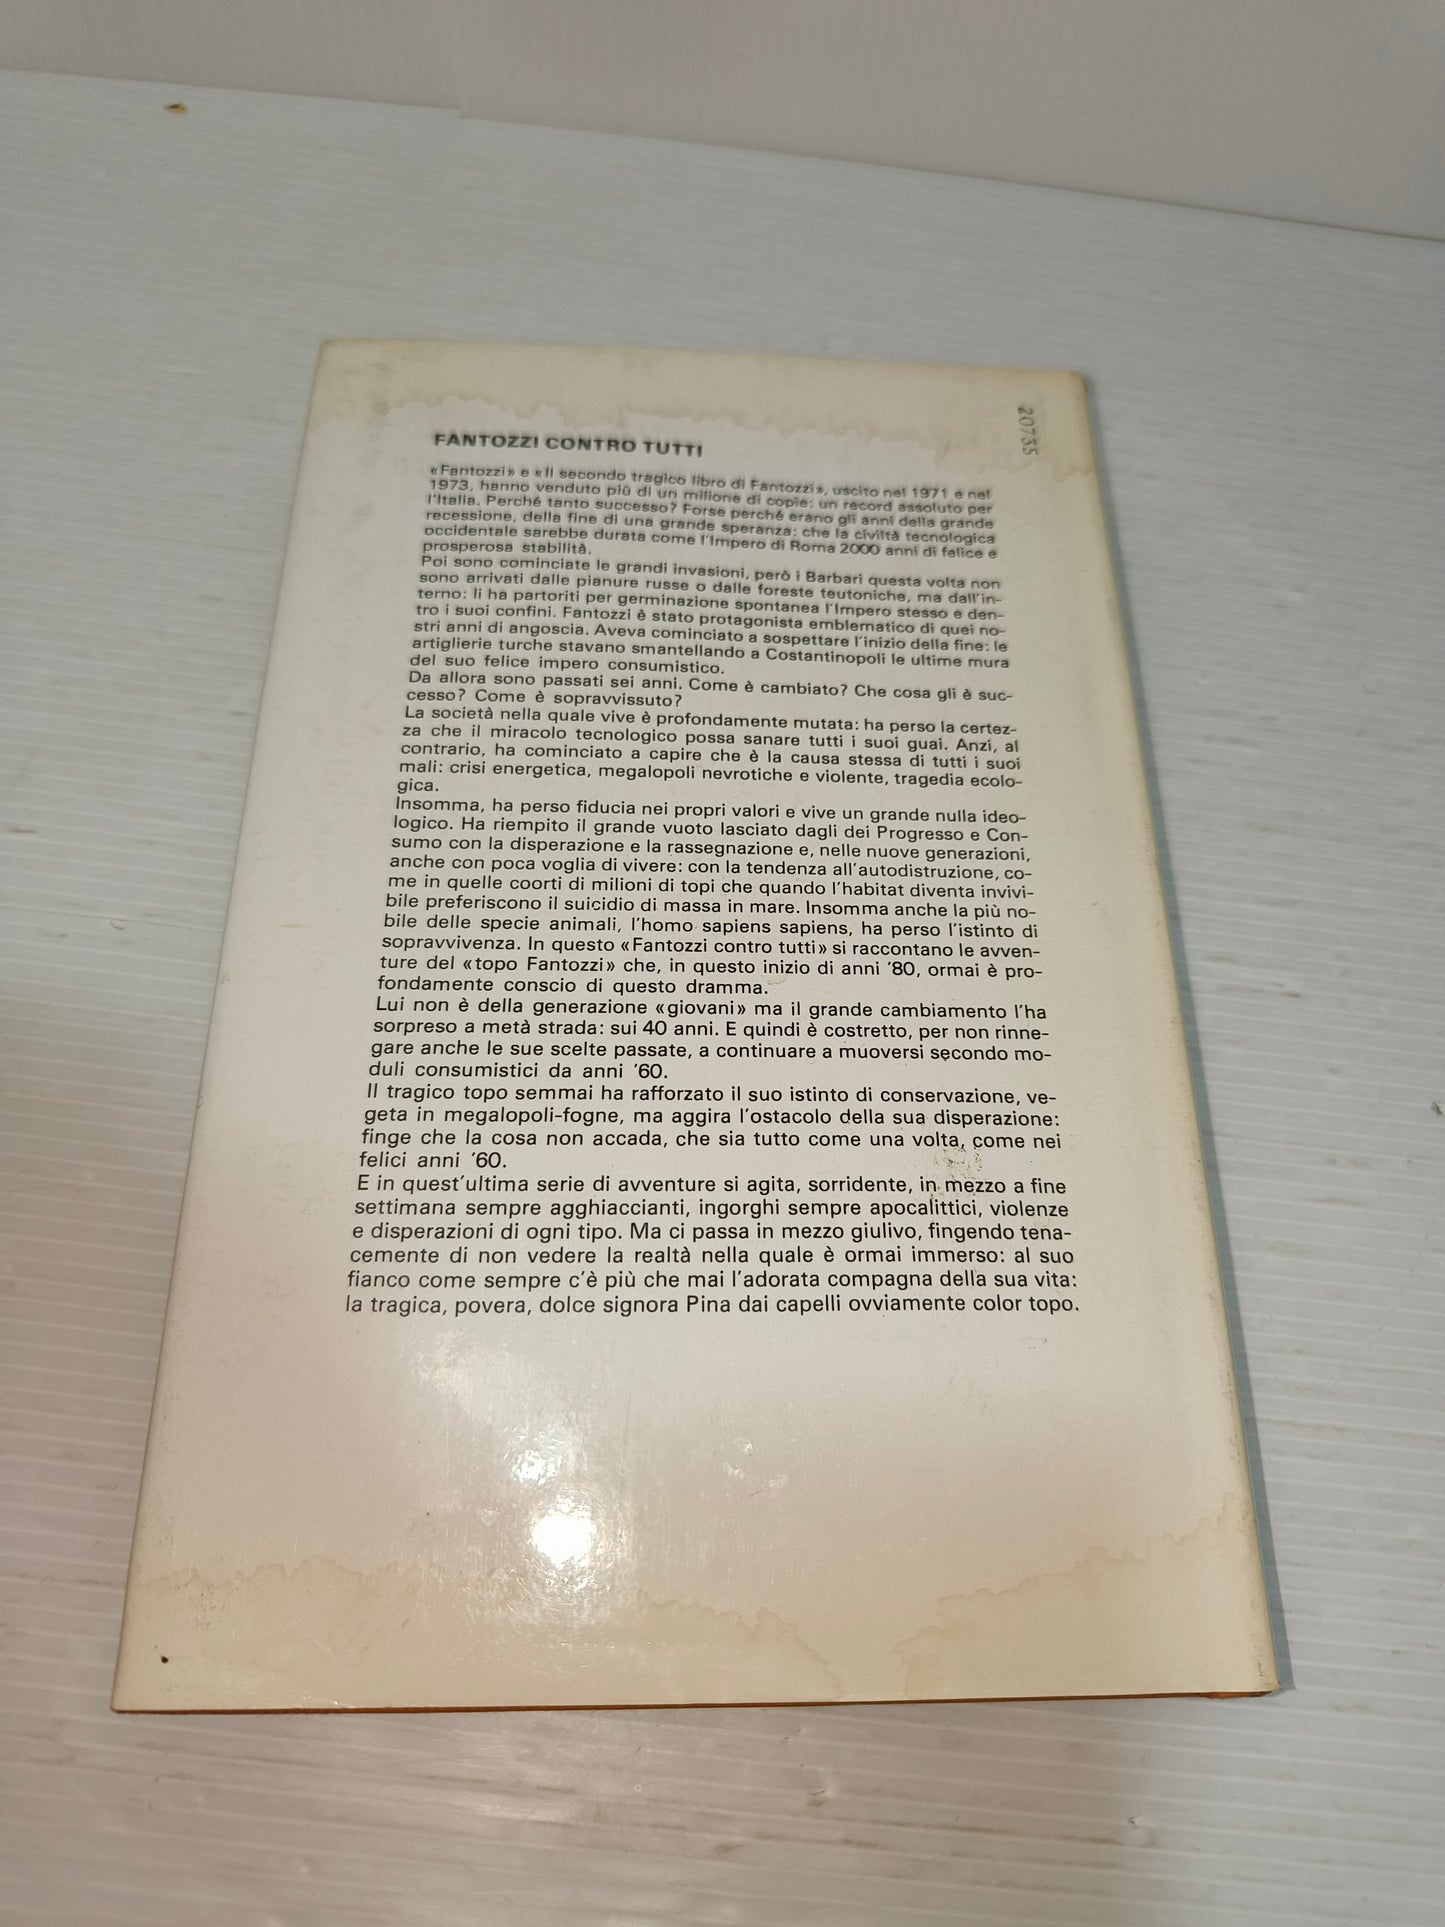 20735
FANTOZZI CONTRO TUTTI
«Fantozzi» e «Il secondo tragico libro di Fantozzi», uscito nel 1971 e nel
1973, hanno venduto più di un milione di copie: un record assoluto per
l'Italia. Perché tanto successo? Forse perché erano gli anni della grande
recessione, della fine di una grande speranza: che la civiltà tecnologica
occidentale sarebbe durata come l'Impero di Roma 2000 anni di felice e
prosperosa stabilità.
Poi sono cominciate le grandi invasioni, però i Barbari questa volta non
sono arrivati dalle pianure russe o dalle foreste teutoniche, ma dall'in-
terno: li ha partoriti per germinazione spontanea l'Impero stesso e den-
tro i suoi confini. Fantozzi è stato protagonista emblematico di quei no-
stri anni di angoscia. Aveva cominciato a sospettare l'inizio della fine: le
artiglierie turche stavano smantellando a Costantinopoli le ultime mura
del suo felice impero consumistico.
Da allora sono passati sei anni. Come è cambiato? Che cosa gli è suc-
cesso? Come è sopravvissuto?
La società nella quale vive è profondamente mutata: ha perso la certez-
za che il miracolo tecnologico possa sanare tutti i suoi guai. Anzi, al
contrario, ha cominciato a capire che è la causa stessa di tutti i suoi
mali: crisi energetica, megalopoli nevrotiche e violente, tragedia ecolo-
gica.
Insomma, ha perso fiducia nei propri valori e vive un grande nulla ideo-
logico. Ha riempito il grande vuoto lasciato dagli dei Progresso e Con-
sumo con la disperazione e la rassegnazione e, nelle nuove generazioni,
anche con poca voglia di vivere: con la tendenza all'autodistruzione, co-
me in quelle coorti di milioni di topi che quando l'habitat diventa invivi-
bile preferiscono il suicidio di massa in mare. Insomma anche la più no-
bile delle specie animali, l'homo sapiens sapiens, ha perso l'istinto di
sopravvivenza. In questo «Fantozzi contro tutti» si raccontano le avven-
ture del «topo Fantozzi» che, in questo inizio di anni '80, ormai è pro-
fondamente conscio di questo dramma.
Lui non è della generazione «giovani» ma il grande cambiamento l'ha
sorpreso a metà strada: sui 40 anni. E quindi è costretto, per non rinne-
gare anche le sue scelte passate, a continuare a muoversi secondo mo-
duli consumistici da anni '60.
Il tragico topo semmai ha rafforzato il suo istinto di conservazione, ve-
geta in megalopoli-fogne, ma aggira l'ostacolo della sua disperazione:
finge che la cosa non accada, che sia tutto come una volta, come nei
felici anni '60.
E in quest'ultima serie di avventure si agita, sorridente, in mezzo a fine
settimana sempre agghiaccianti, ingorghi sempre apocalittici, violenze
e disperazioni di ogni tipo. Ma ci passa in mezzo giulivo, fingendo tena-
cemente di non vedere la realtà nella quale è ormai immerso: al suo
fianco come sempre c'è più che mai l'adorata compagna della sua vita:
la tragica, povera, dolce signora Pina dai capelli ovviamente color topo.